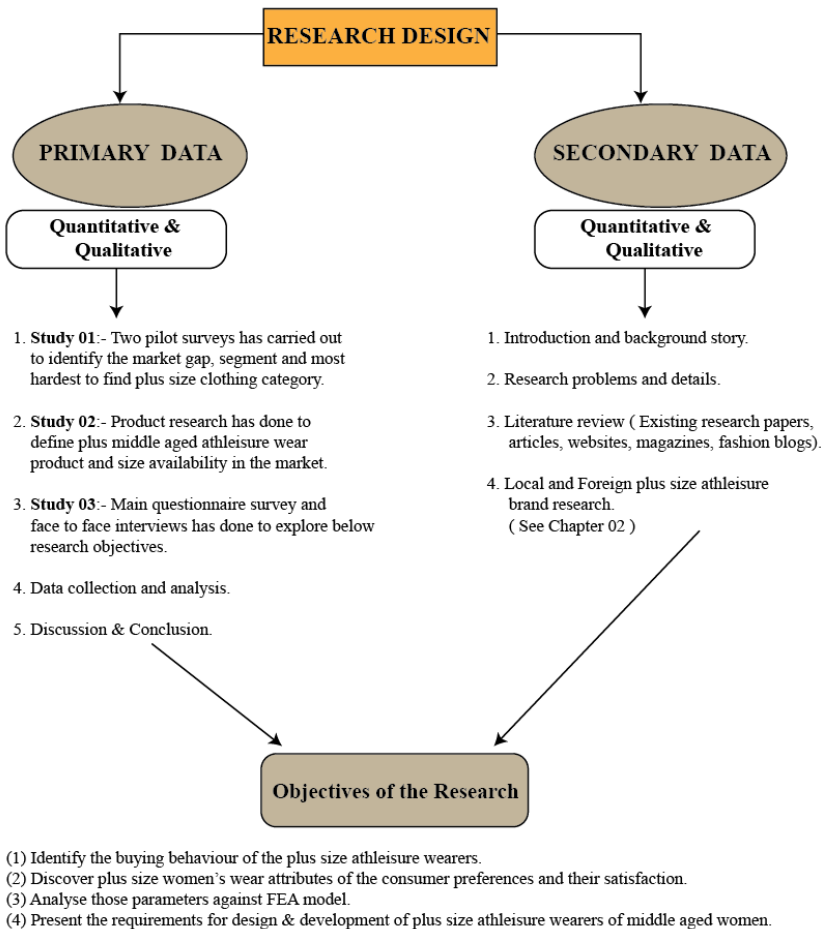 RESEARCH DESIGN
PRIMARY DATA
Quantitative &
Qualitative
1. Study 01:- Two pilot surveys has carried out
to identify the market gap, segment and most
hardest to find plus size clothing category.
2. Study 02:- Product research has done to
define plus middle aged athleisure wear
product and size availability in the market.
3. Study 03:- Main questionnaire survey and
face to face interviews has done to explore below
research objectives.
4. Data collection and analysis.
5. Discussion & Conclusion.
SECONDARY DATA
Quantitative &
Qualitative
1. Introduction and background story.
2. Research problems and details.
3. Literature review ( Existing research papers,
articles, websites, magazines, fashion blogs).
4. Local and Foreign plus size athleisure
brand research.
( See Chapter 02 )
Objectives of the Research
(1) Identify the buying behaviour of the plus size athleisure wearers.
(2) Discover plus size women’s wear attributes of the consumer preferences and their satisfaction.
(3) Analyse those parameters against FEA model.
(4) Present the requirements for design & development of plus size athleisure wearers of middle aged women.